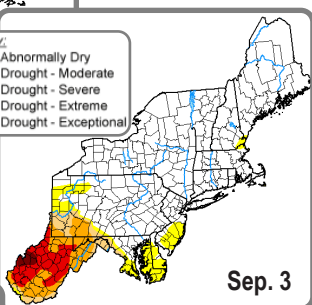 Abnormally Dry
Drought - Moderate
Drought - Severe
Drought - Extreme
Drought - Exceptional
Sep. 3